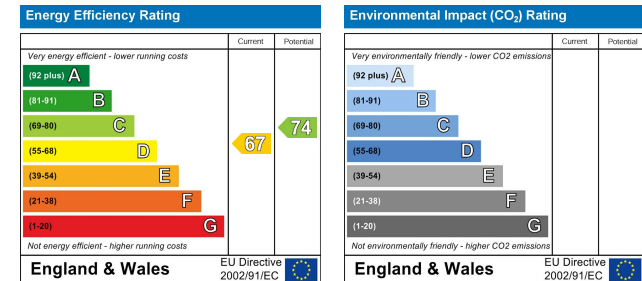 Energy Efficiency Rating
Current Potential
Very energy efficient - lower running costs
(92 plus) A
(81-91) B
(69-80) C
74
(55-68) D
67
(39-54) E
(21-38) F
(1-20) G
Not energy efficient - higher running costs
England & Wales
EU Directive
2002/91/EC
Environmental Impact (CO₂) Rating
Current Potential
Very environmentally friendly - lower CO2 emissions
(92 plus) A
(81-91) B
(69-80) C
(55-68) D
(39-54) E
(21-38) F
(1-20) G
Not environmentally friendly - higher CO2 emissions
England & Wales
EU Directive
2002/91/EC